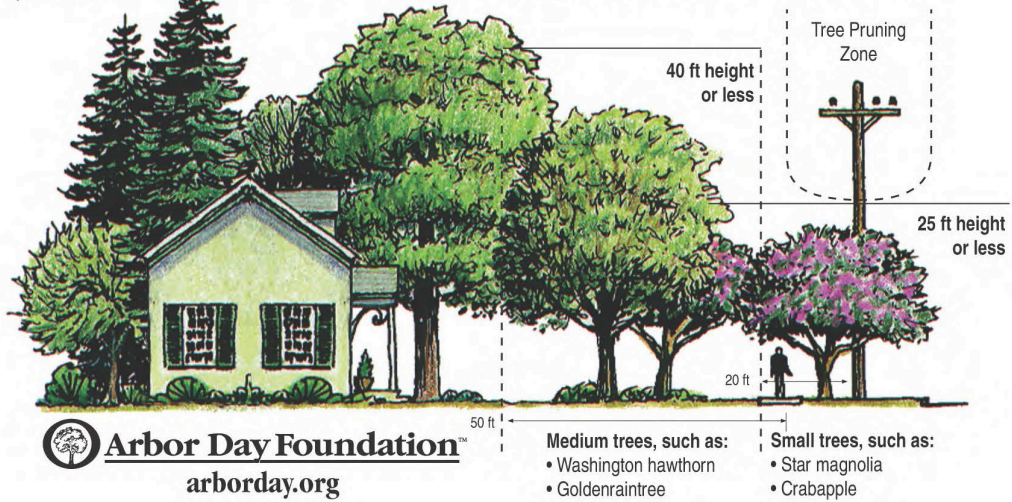 Tree Pruning
Zone
40 ft height
or less
25 ft height
or less
20 ft
50 ft
Arbor Day Foundation™
arborday.org
Medium trees, such as:
• Washington hawthorn
• Goldenraintree
Small trees, such as:
• Star magnolia
• Crabapple